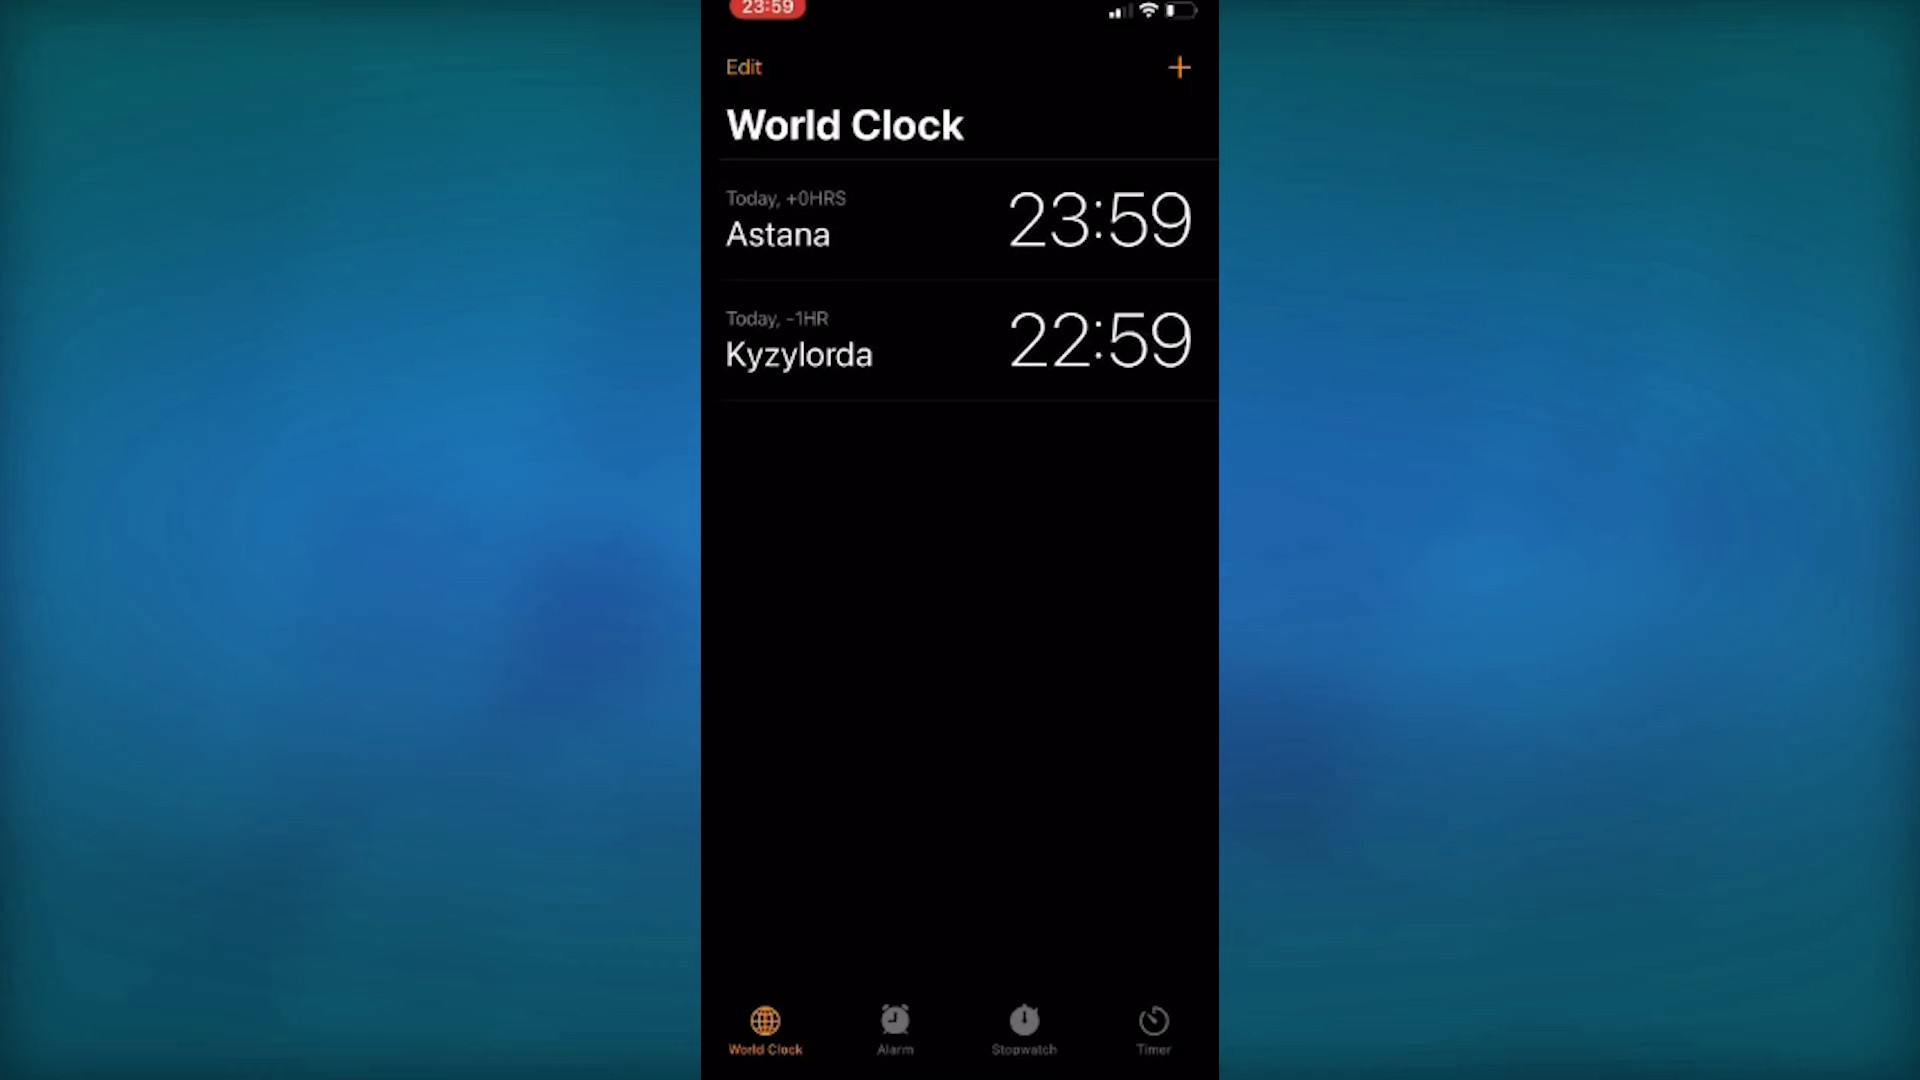 23:59
Edit
World Clock
Today, +0HRS
Astana
23:59
Today, -1HR
Kyzylorda
22:59
World Clock
Alarm
Stopwatch
Timer